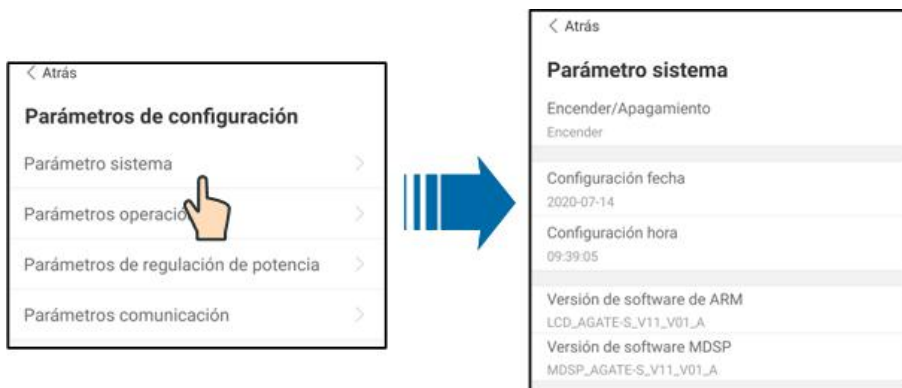 < Atrás
Parámetros de configuración
Parámetro sistema
Parámetros operació
Parámetros de regulación de potencia
Parámetros comunicación
< Atrás
Parámetro sistema
Encender/Apagamiento
Encender
Configuración fecha
2020-07-14
Configuración hora
09:39:05
Versión de software de ARM
LCD_AGATE-S_V11_V01_A
Versión de software MDSP
MDSP_AGATE-S_V11_V01_A